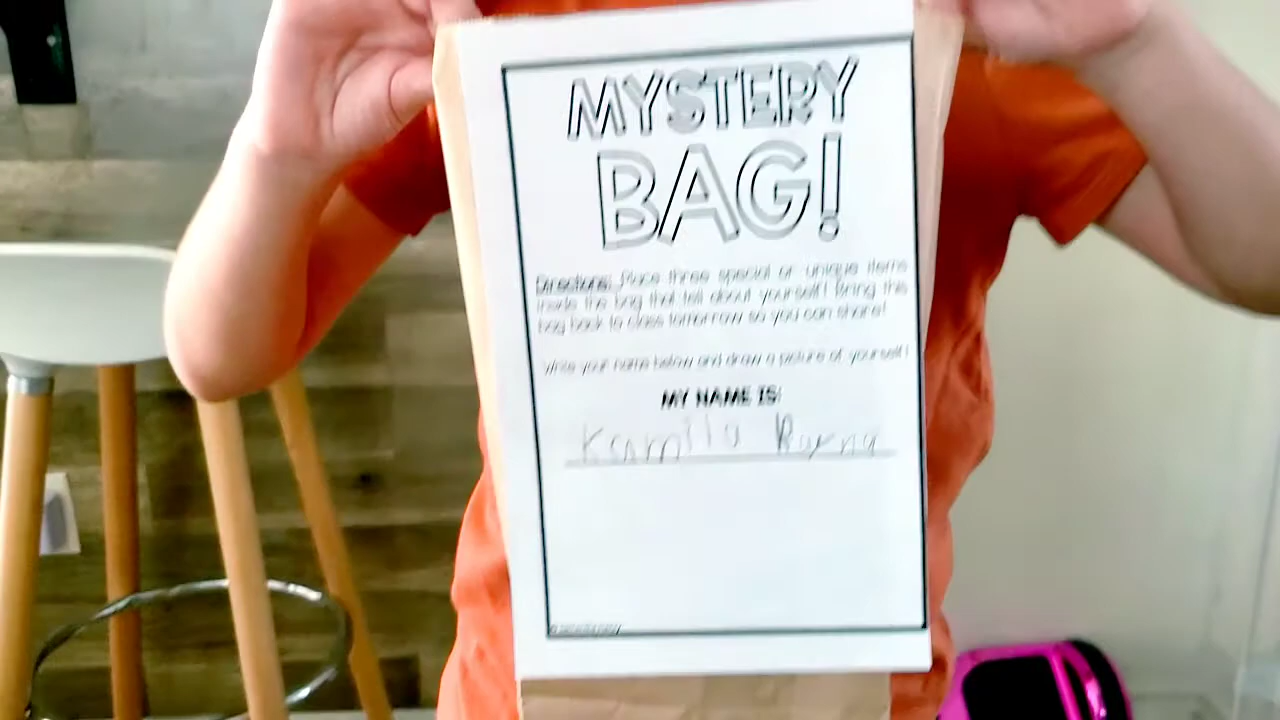 MYSTERY
BAG!
Directions: Place three special or unique items
inside the bag that tell about yourself! Bring this
bag back to class tomorrow so you can share!
Write your name below and draw a picture of yourself!
MY NAME IS: